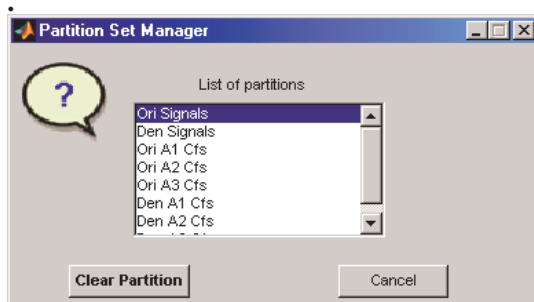 •
Partition Set Manager
?
List of partitions
Ori Signals
Den Signals
Ori A1 Cfs
Ori A2 Cfs
Ori A3 Cfs
Den A1 Cfs
Den A2 Cfs
Clear Partition
Cancel